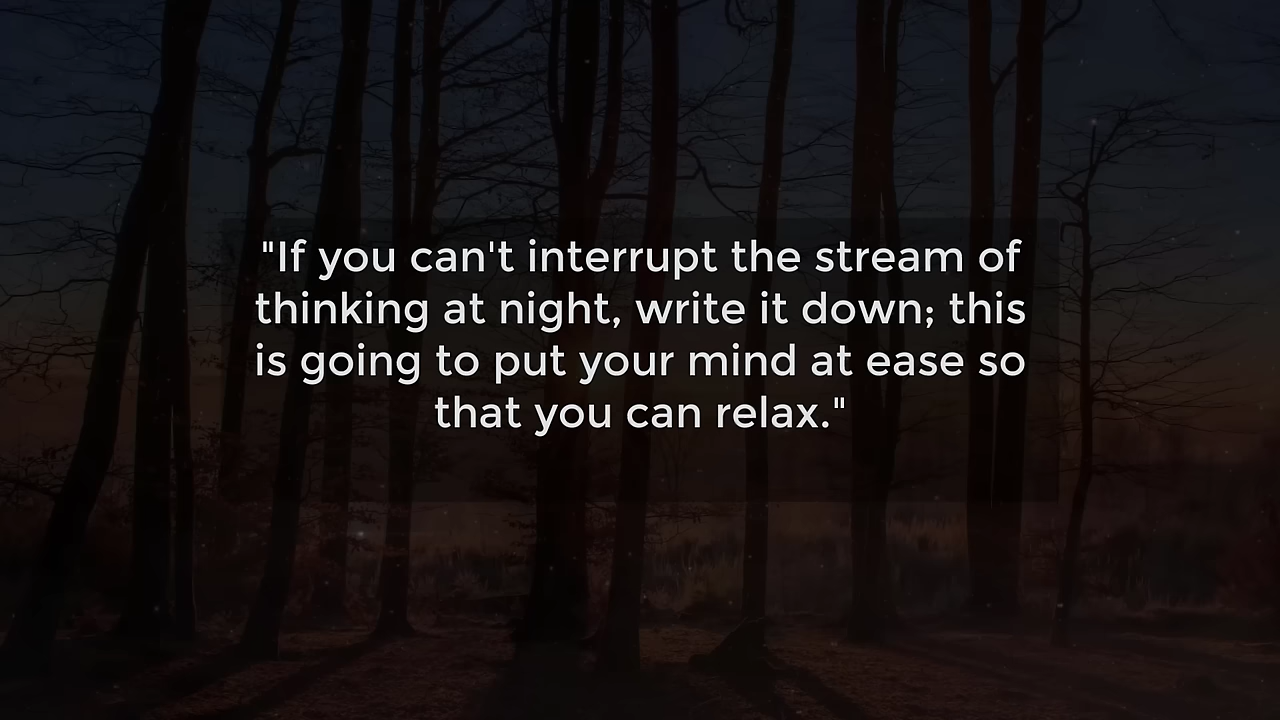 "If you can't interrupt the stream of
thinking at night, write it down; this
is going to put your mind at ease so
that you can relax."